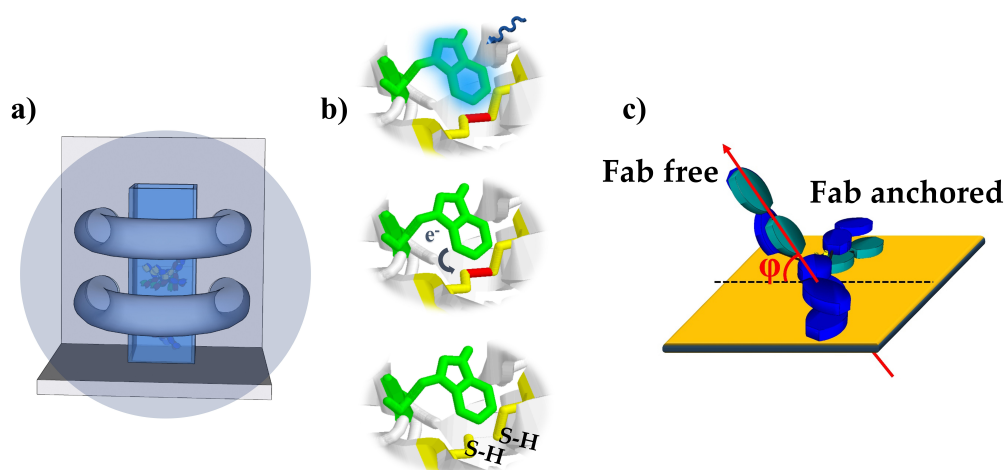 a)
b)
e-
S-H
S-H
c)
Fab free
Fab anchored
φ